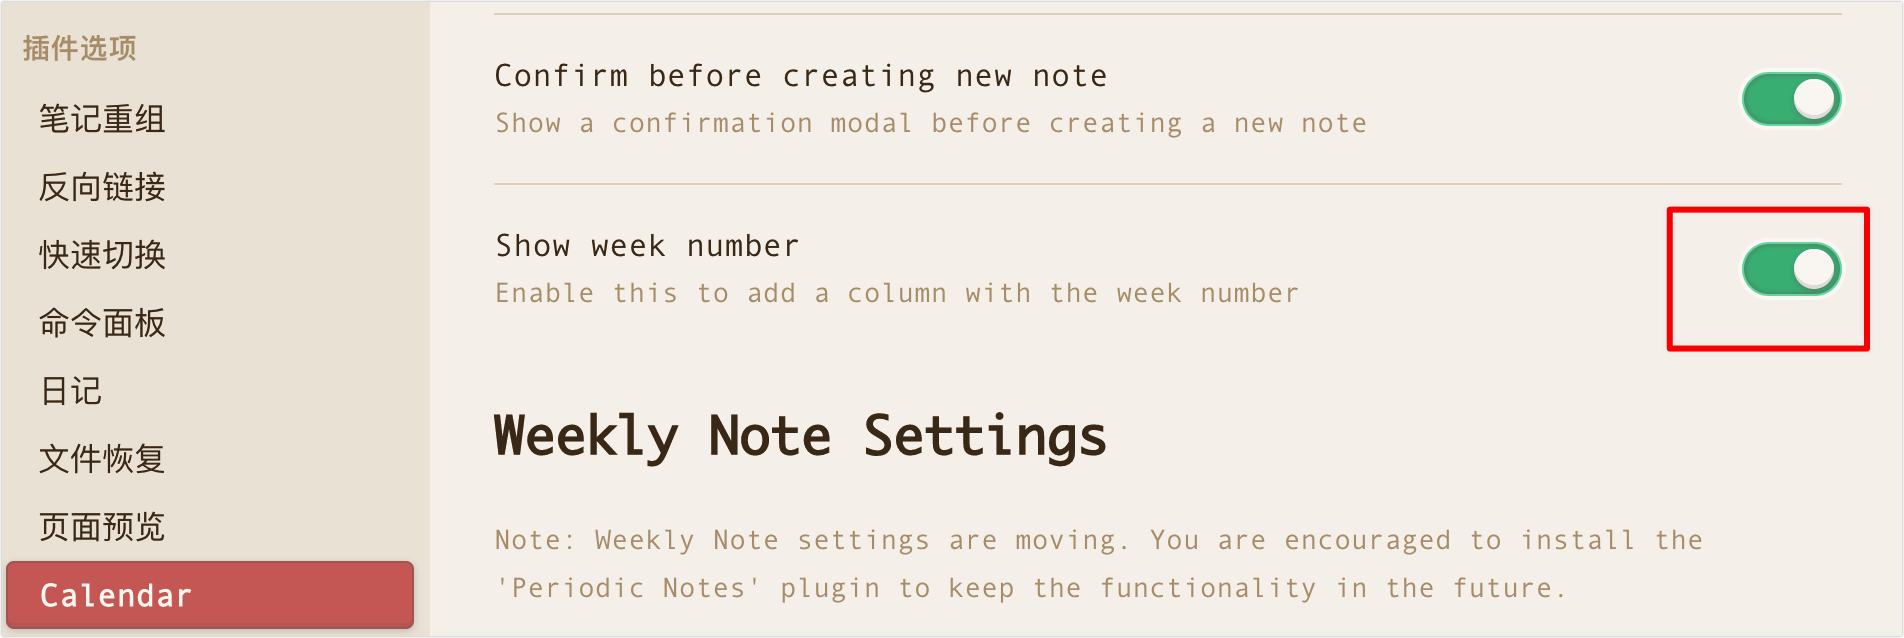 插件选项
笔记重组
反向链接
快速切换
命令面板
日记
文件恢复
页面预览
Calendar
Confirm before creating new note
Show a confirmation modal before creating a new note
Show week number
Enable this to add a column with the week number
Weekly Note Settings
Note: Weekly Note settings are moving. You are encouraged to install the
'Periodic Notes' plugin to keep the functionality in the future.